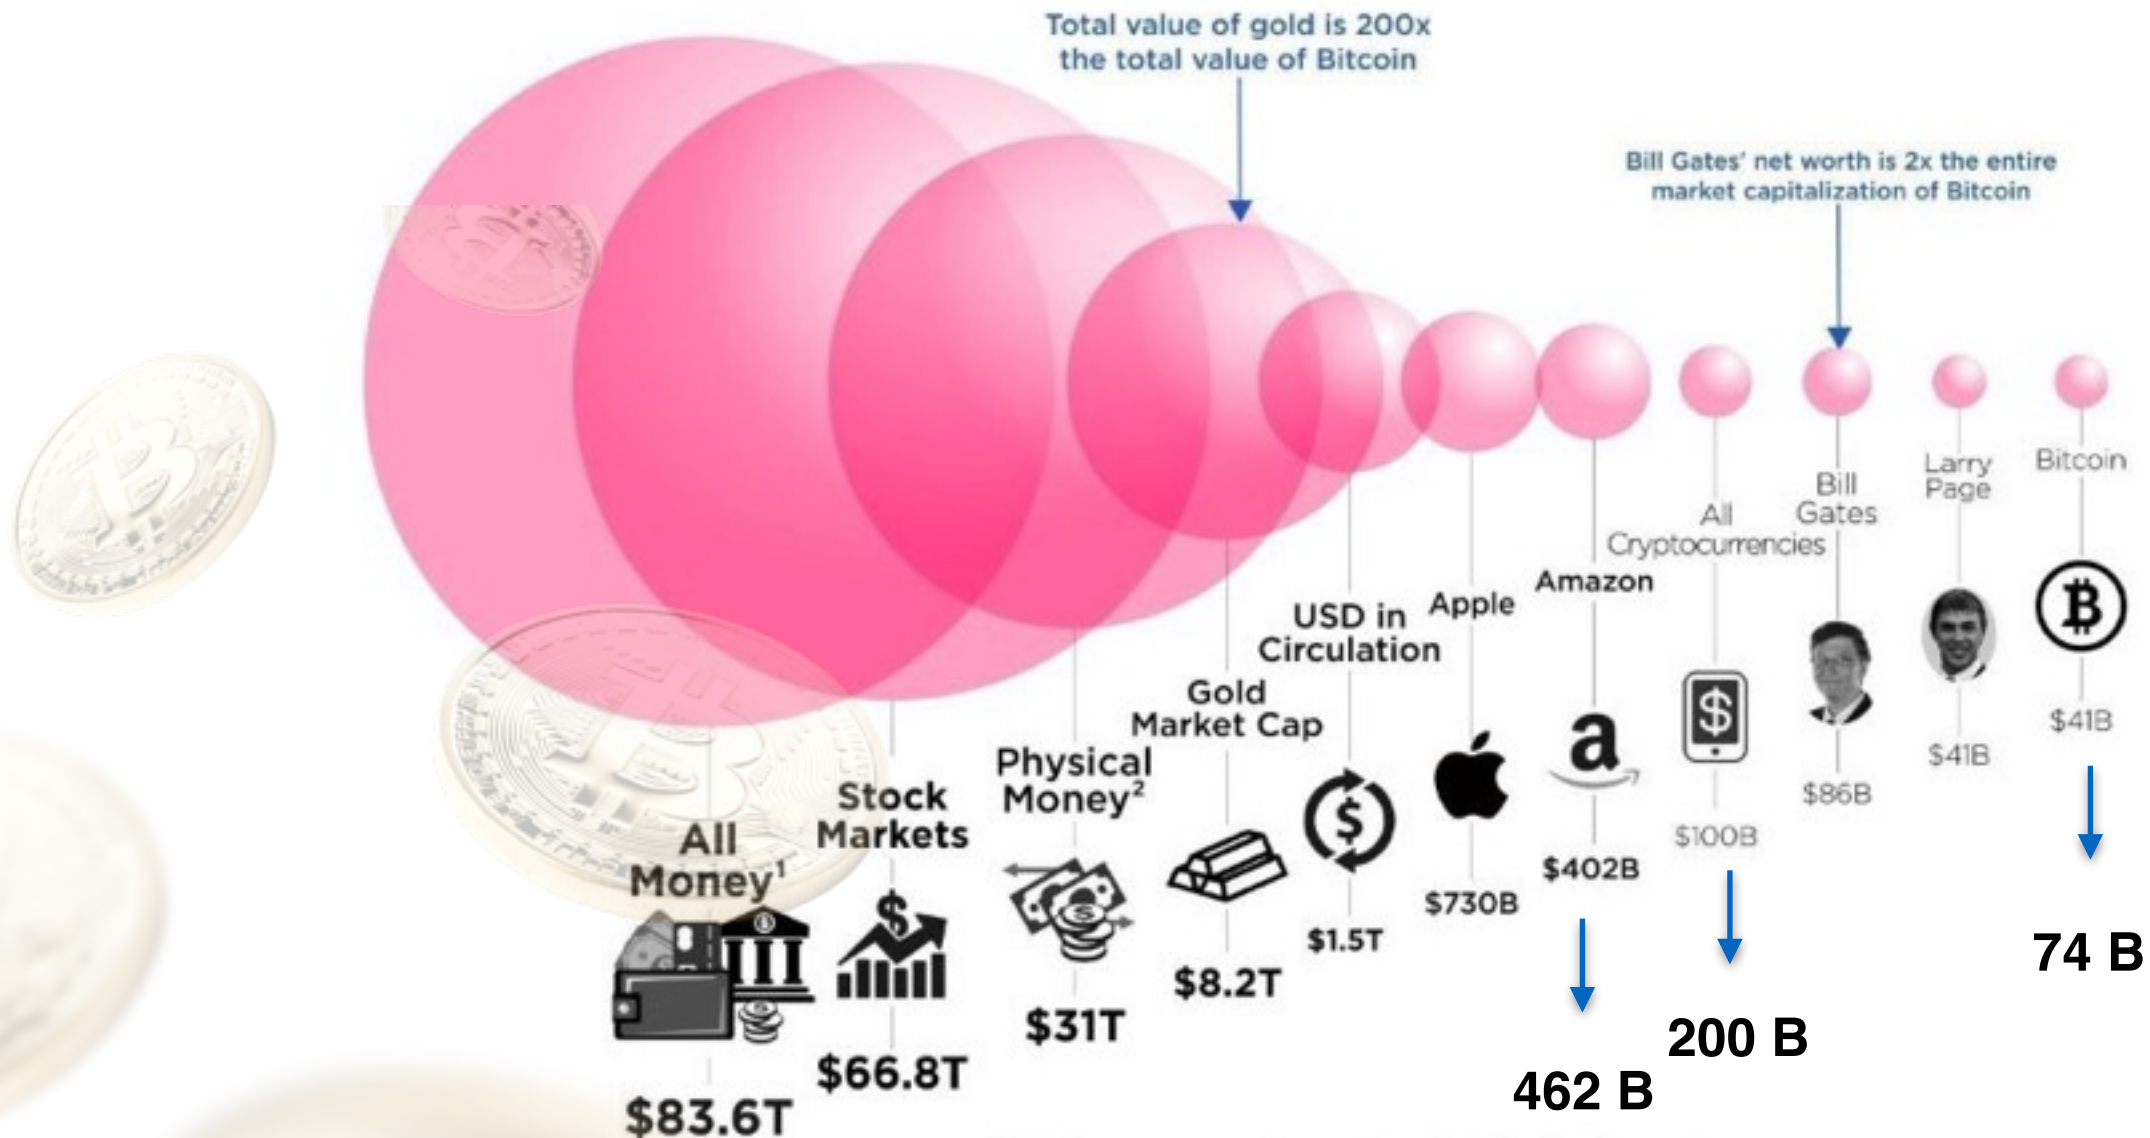 Total value of gold is 200x
the total value of Bitcoin
Bill Gates' net worth is 2x the entire
market capitalization of Bitcoin
All
Money¹
$83.6T
Stock
Markets
$66.8T
Physical
Money²
$31T
Gold
Market Cap
$8.2T
USD in
Circulation
$1.5T
Apple
$730B
Amazon
a
$402B
462 B
All
Cryptocurrencies
$100B
200 B
Bill
Gates
$86B
Larry
Page
$41B
Bitcoin
$41B
74 B